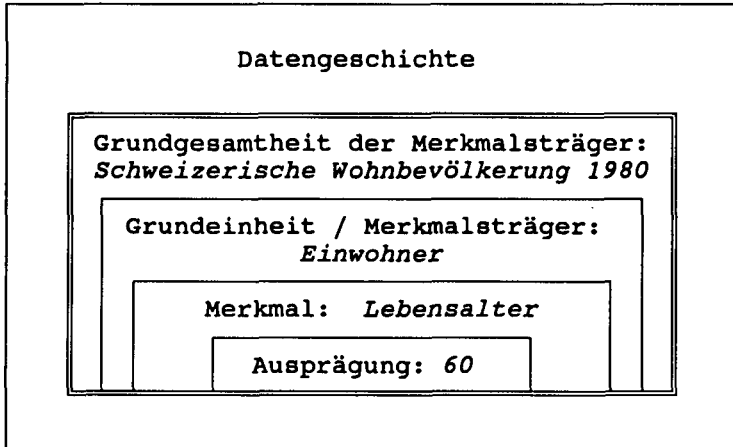 Datengeschichte
Grundgesamtheit der Merkmalsträger:
Schweizerische Wohnbevölkerung 1980
Grundeinheit / Merkmalsträger:
Einwohner
Merkmal: Lebensalter
Ausprägung: 60